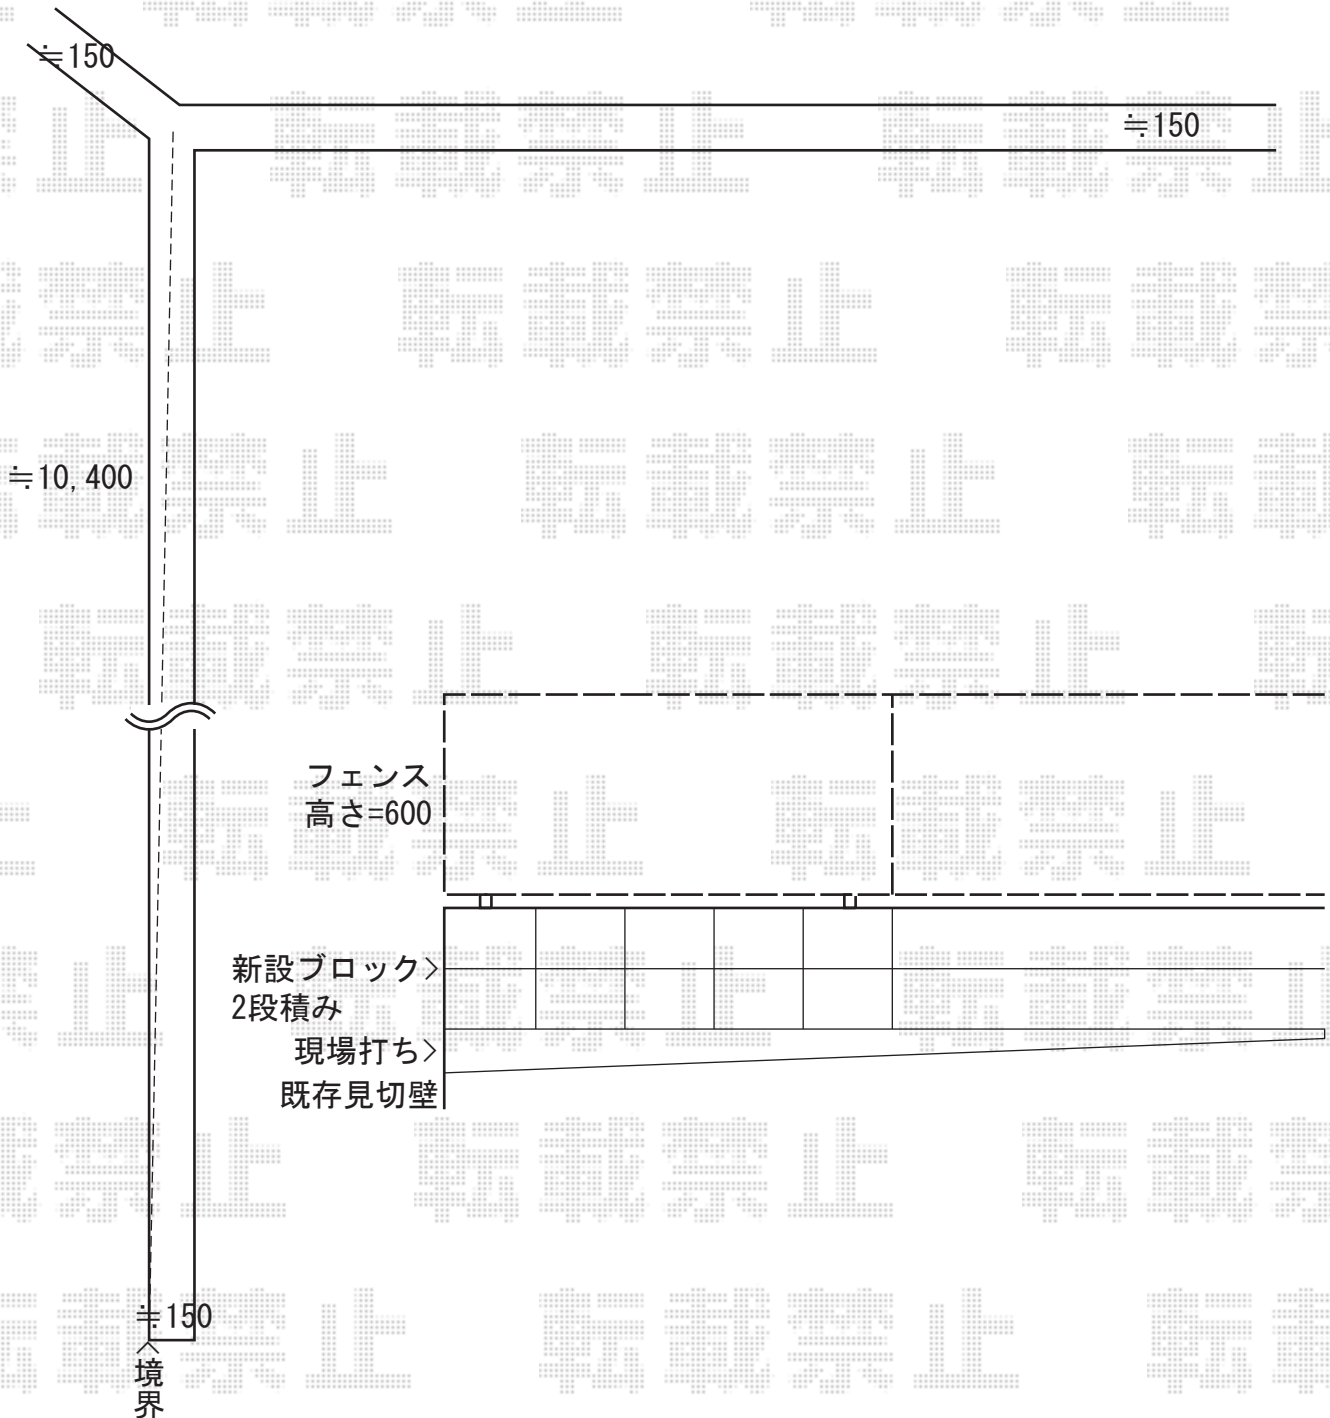 ≒150
≒150
≒10,400
フェンス
高さ=600
新設ブロック>
2段積み
現場打ち>
既存見切壁
≒150
境界
転載禁止